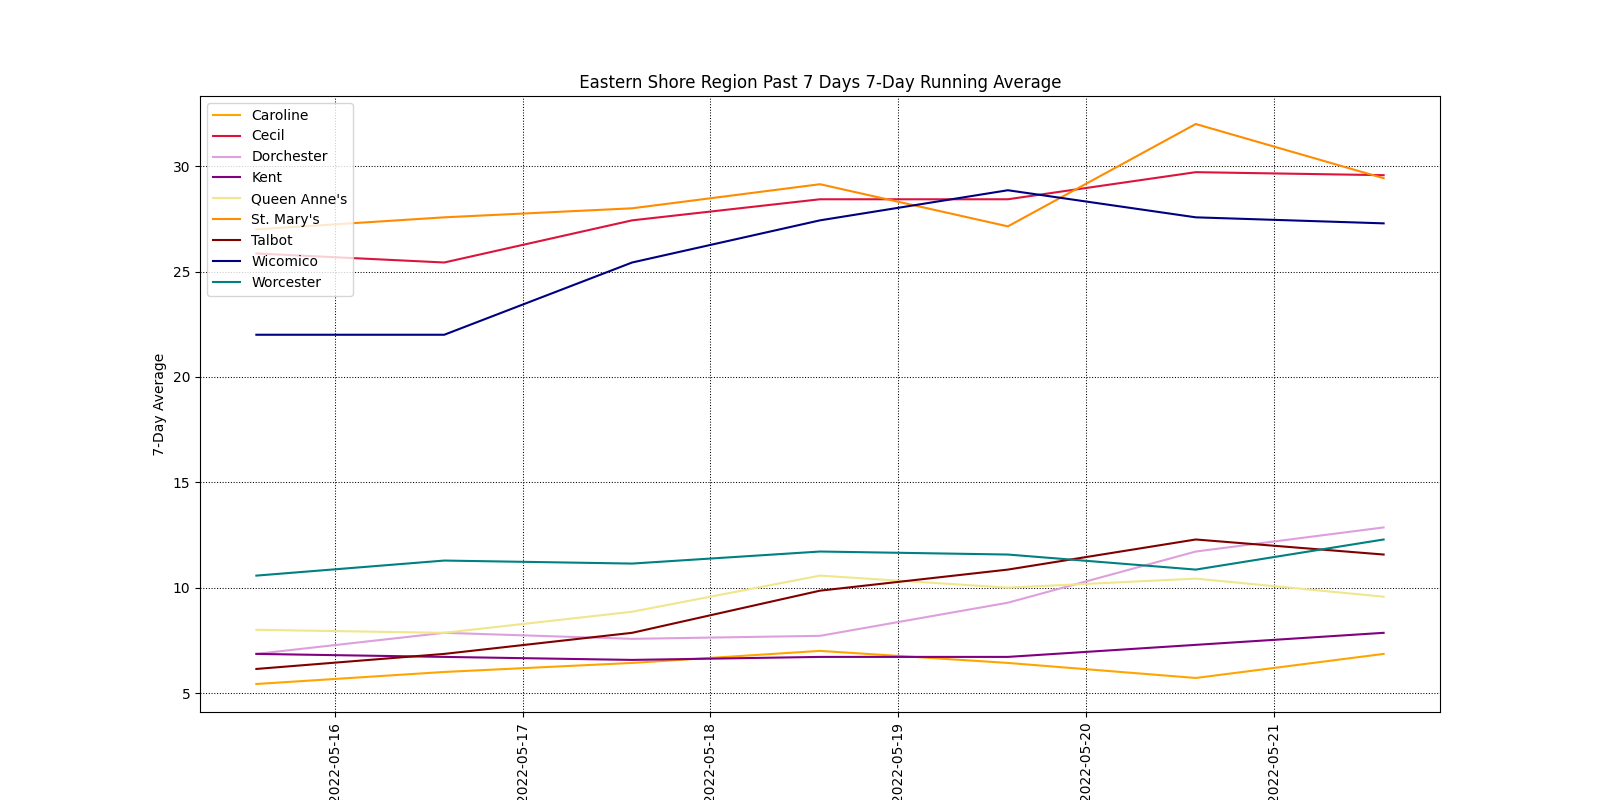 Eastern Shore Region Past 7 Days 7-Day Running Average
Caroline
Cecil
Dorchester
Kent
Queen Anne's
St. Mary's
Talbot
Wicomico
Worcester
30
25
20
15
10
5
7-Day Average
2022-05-16
2022-05-17
2022-05-18
2022-05-19
2022-05-20
2022-05-21